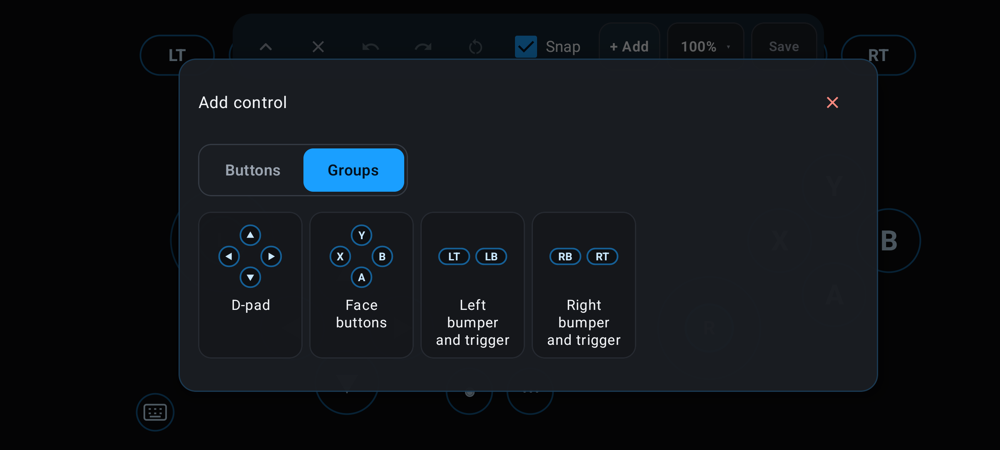 LT
Snap
+ Add
100%
Save
RT
Add control
Buttons
Groups
Y
X
B
A
D-pad
Y
X
B
A
Face
buttons
LT
LB
Left
bumper
and trigger
RB
RT
Right
bumper
and trigger